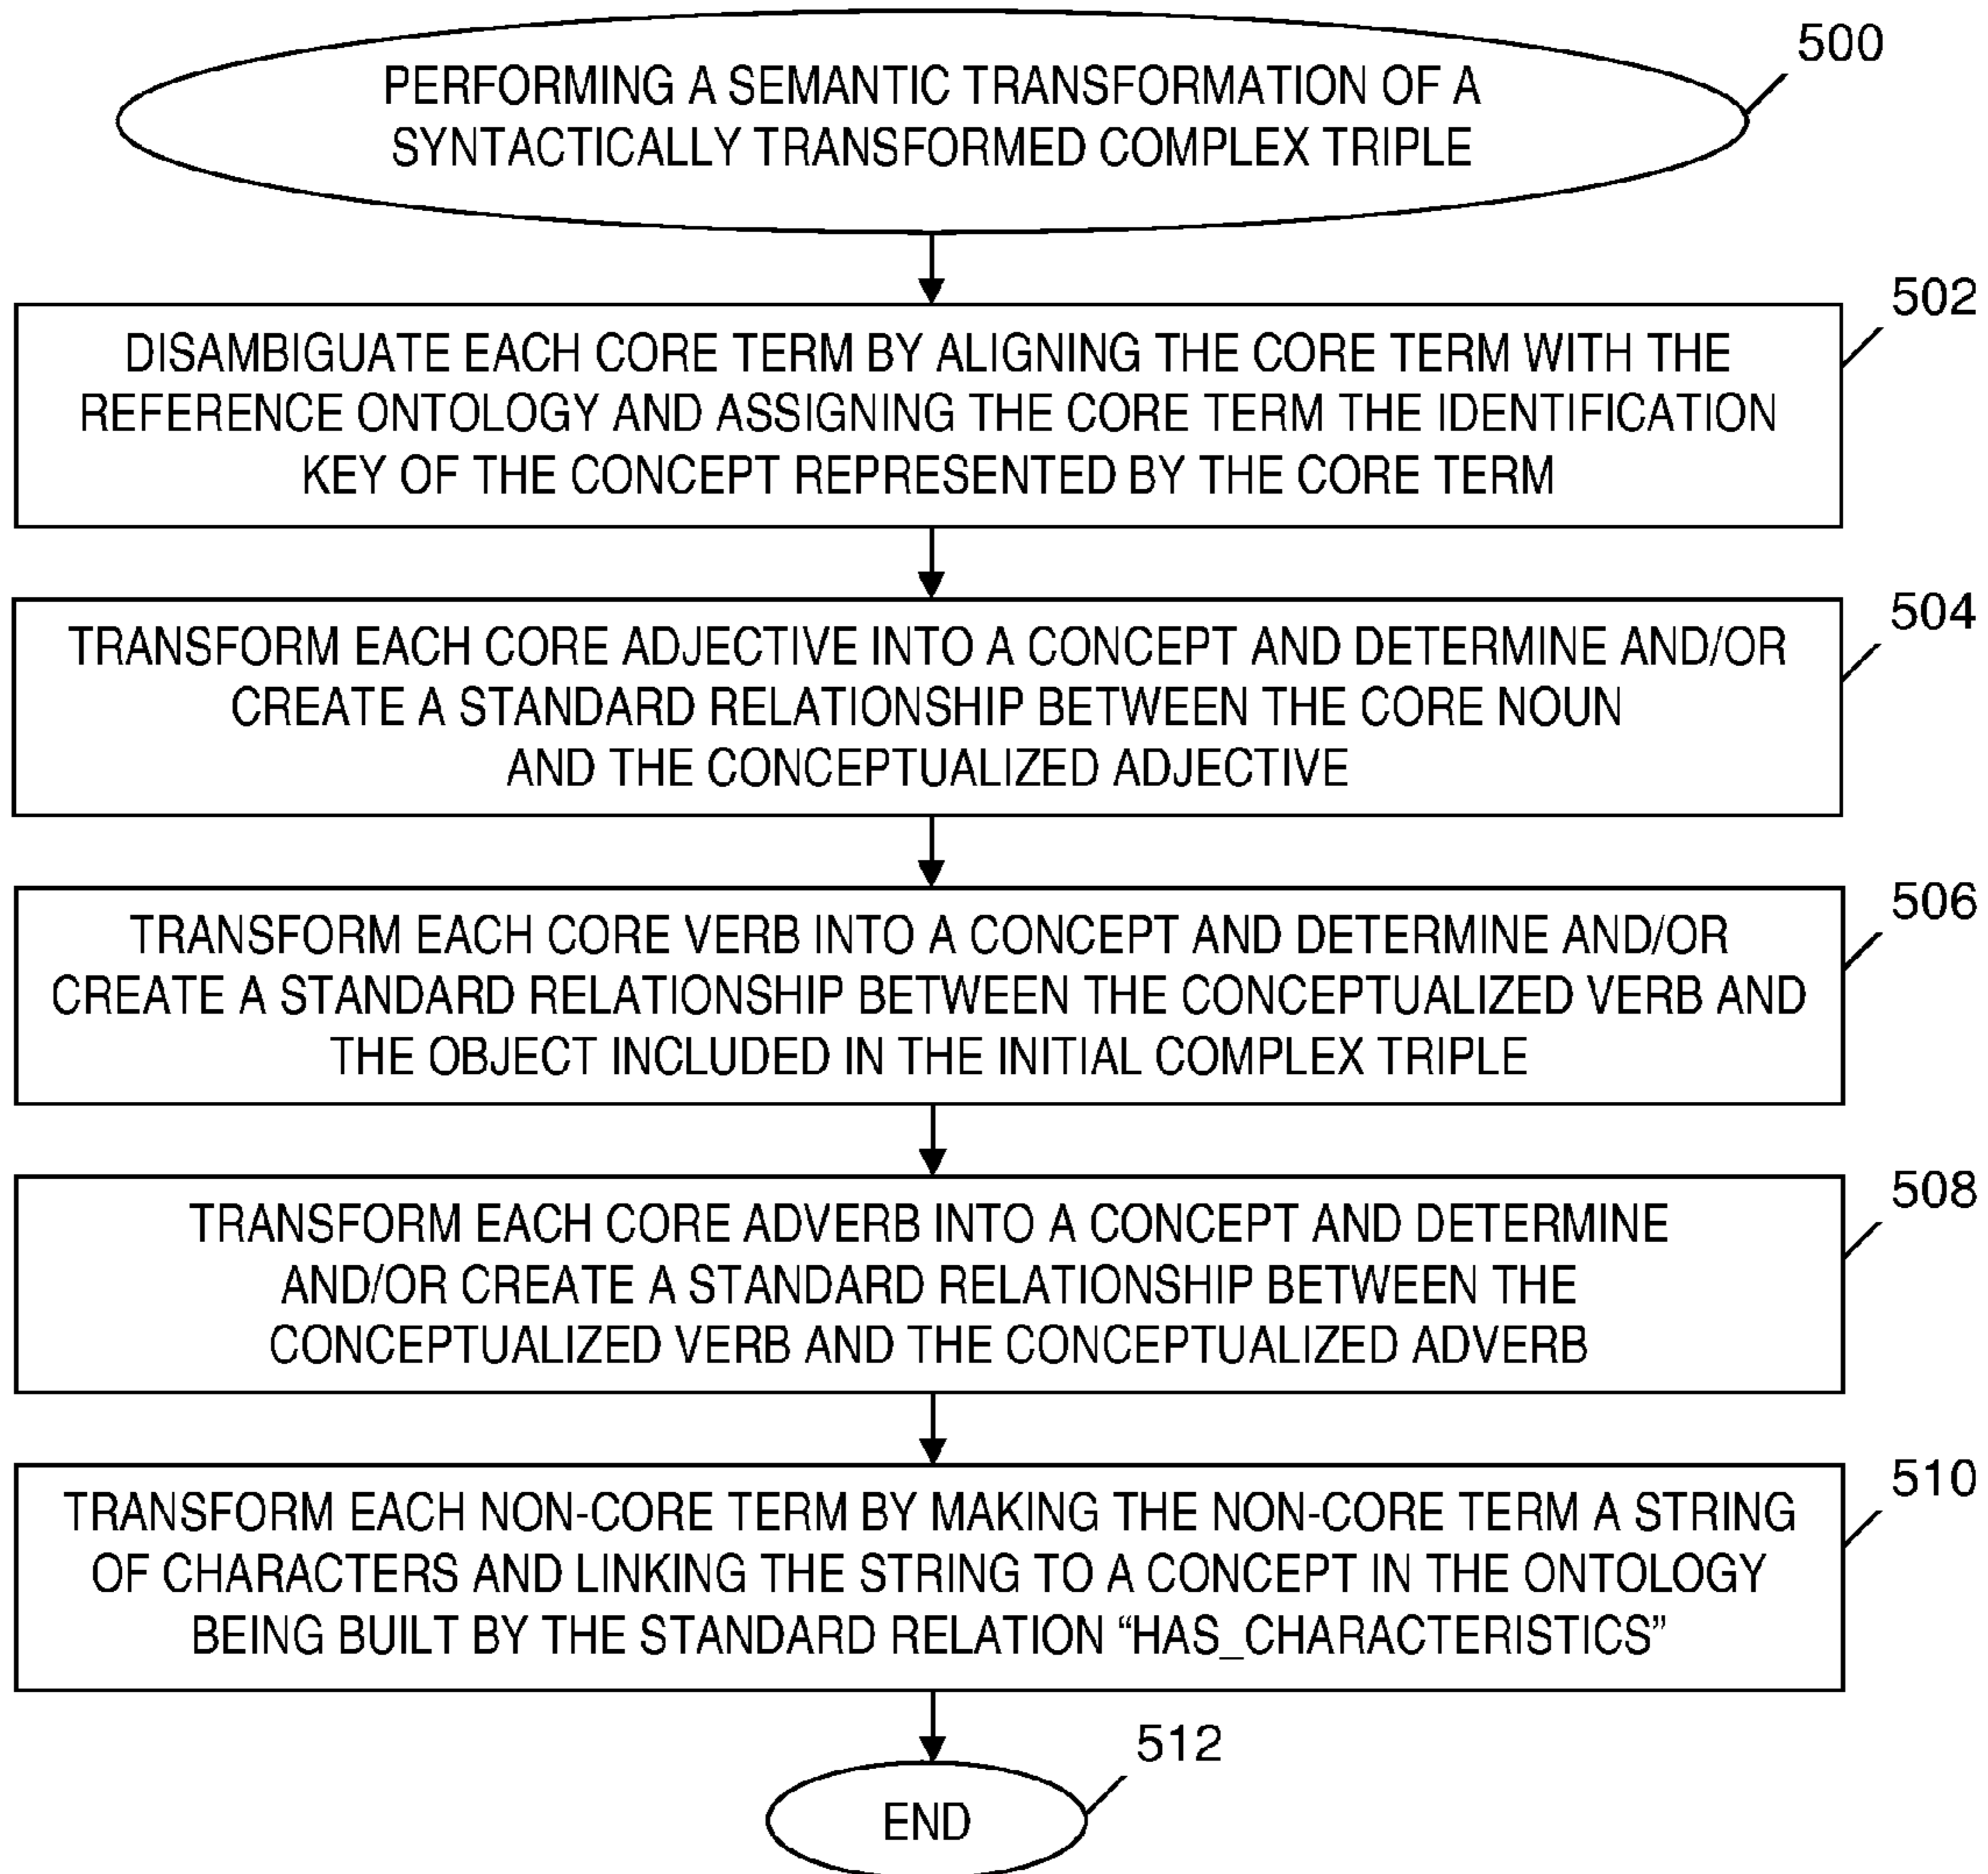 500
PERFORMING A SEMANTIC TRANSFORMATION OF A
SYNTACTICALLY TRANSFORMED COMPLEX TRIPLE
502
DISAMBIGUATE EACH CORE TERM BY ALIGNING THE CORE TERM WITH THE
REFERENCE ONTOLOGY AND ASSIGNING THE CORE TERM THE IDENTIFICATION
KEY OF THE CONCEPT REPRESENTED BY THE CORE TERM
504
TRANSFORM EACH CORE ADJECTIVE INTO A CONCEPT AND DETERMINE AND/OR
CREATE A STANDARD RELATIONSHIP BETWEEN THE CORE NOUN
AND THE CONCEPTUALIZED ADJECTIVE
506
TRANSFORM EACH CORE VERB INTO A CONCEPT AND DETERMINE AND/OR
CREATE A STANDARD RELATIONSHIP BETWEEN THE CONCEPTUALIZED VERB AND
THE OBJECT INCLUDED IN THE INITIAL COMPLEX TRIPLE
508
TRANSFORM EACH CORE ADVERB INTO A CONCEPT AND DETERMINE
AND/OR CREATE A STANDARD RELATIONSHIP BETWEEN THE
CONCEPTUALIZED VERB AND THE CONCEPTUALIZED ADVERB
510
TRANSFORM EACH NON-CORE TERM BY MAKING THE NON-CORE TERM A STRING
OF CHARACTERS AND LINKING THE STRING TO A CONCEPT IN THE ONTOLOGY
BEING BUILT BY THE STANDARD RELATION “HAS_CHARACTERISTICS”
512
END